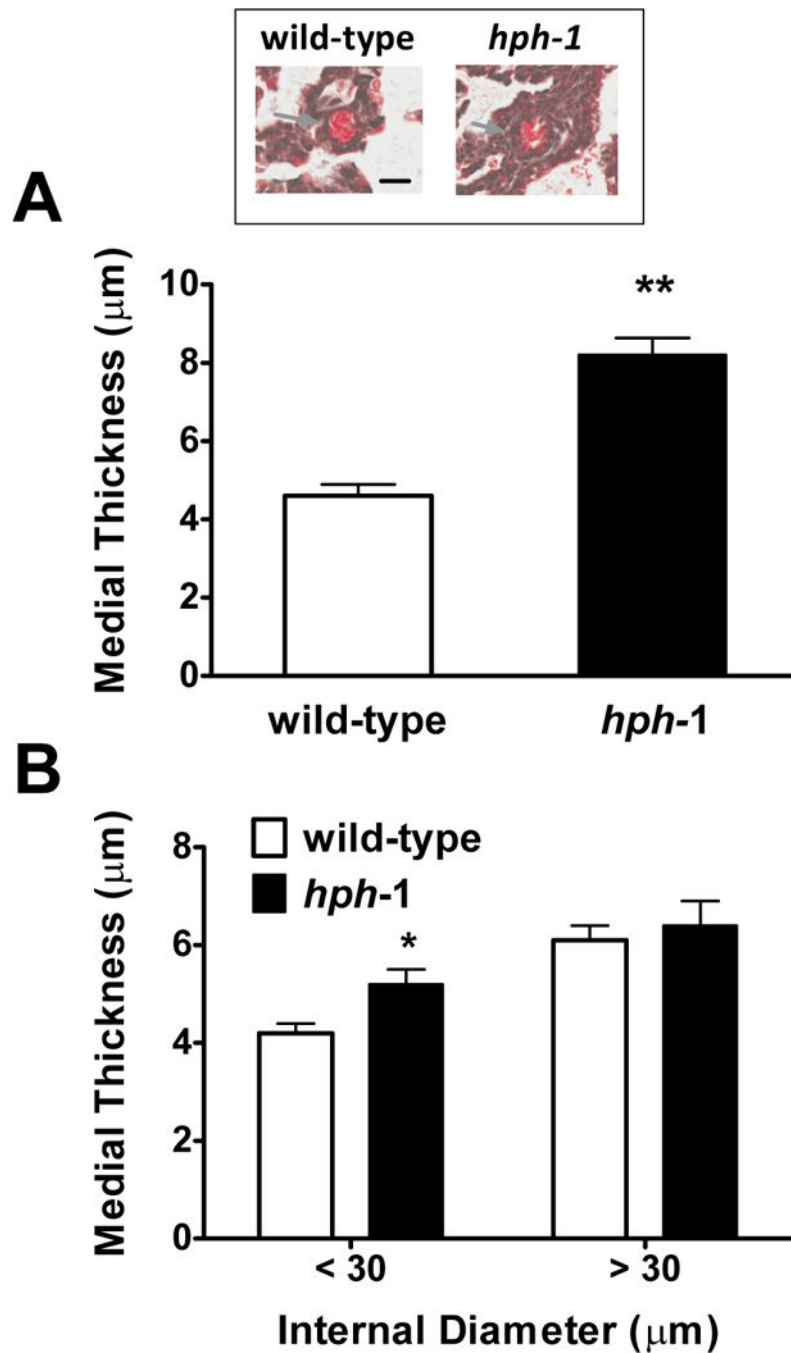 wild-type hph-1
A
Medial Thickness (μm)
10
8
6
4
2
0
**
wild-type hph-1
B
Medial Thickness (μm)
8
6
4
2
0
wild-type
hph-1
*
< 30 > 30
Internal Diameter (μm)